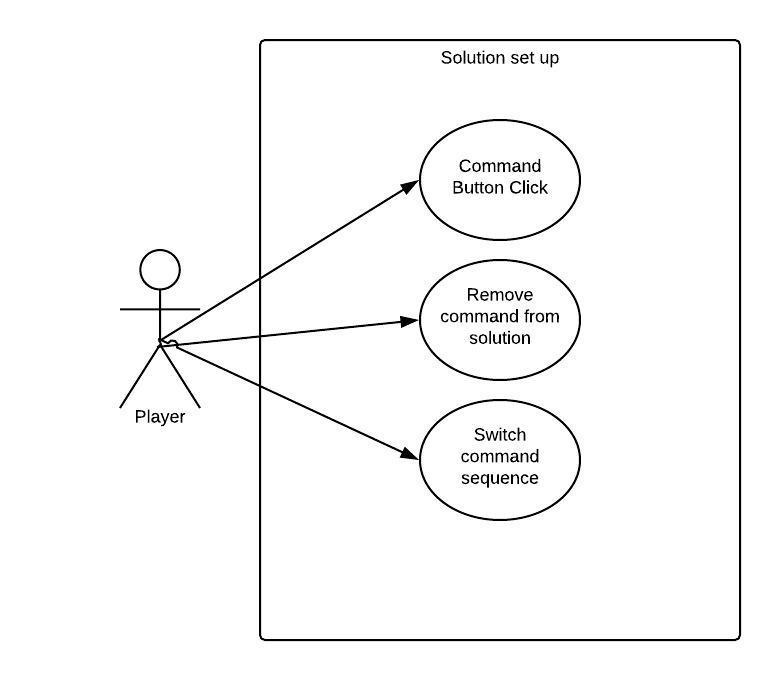 Solution set up
Command
Button Click
Remove
command from
solution
Player
Switch
command
sequence